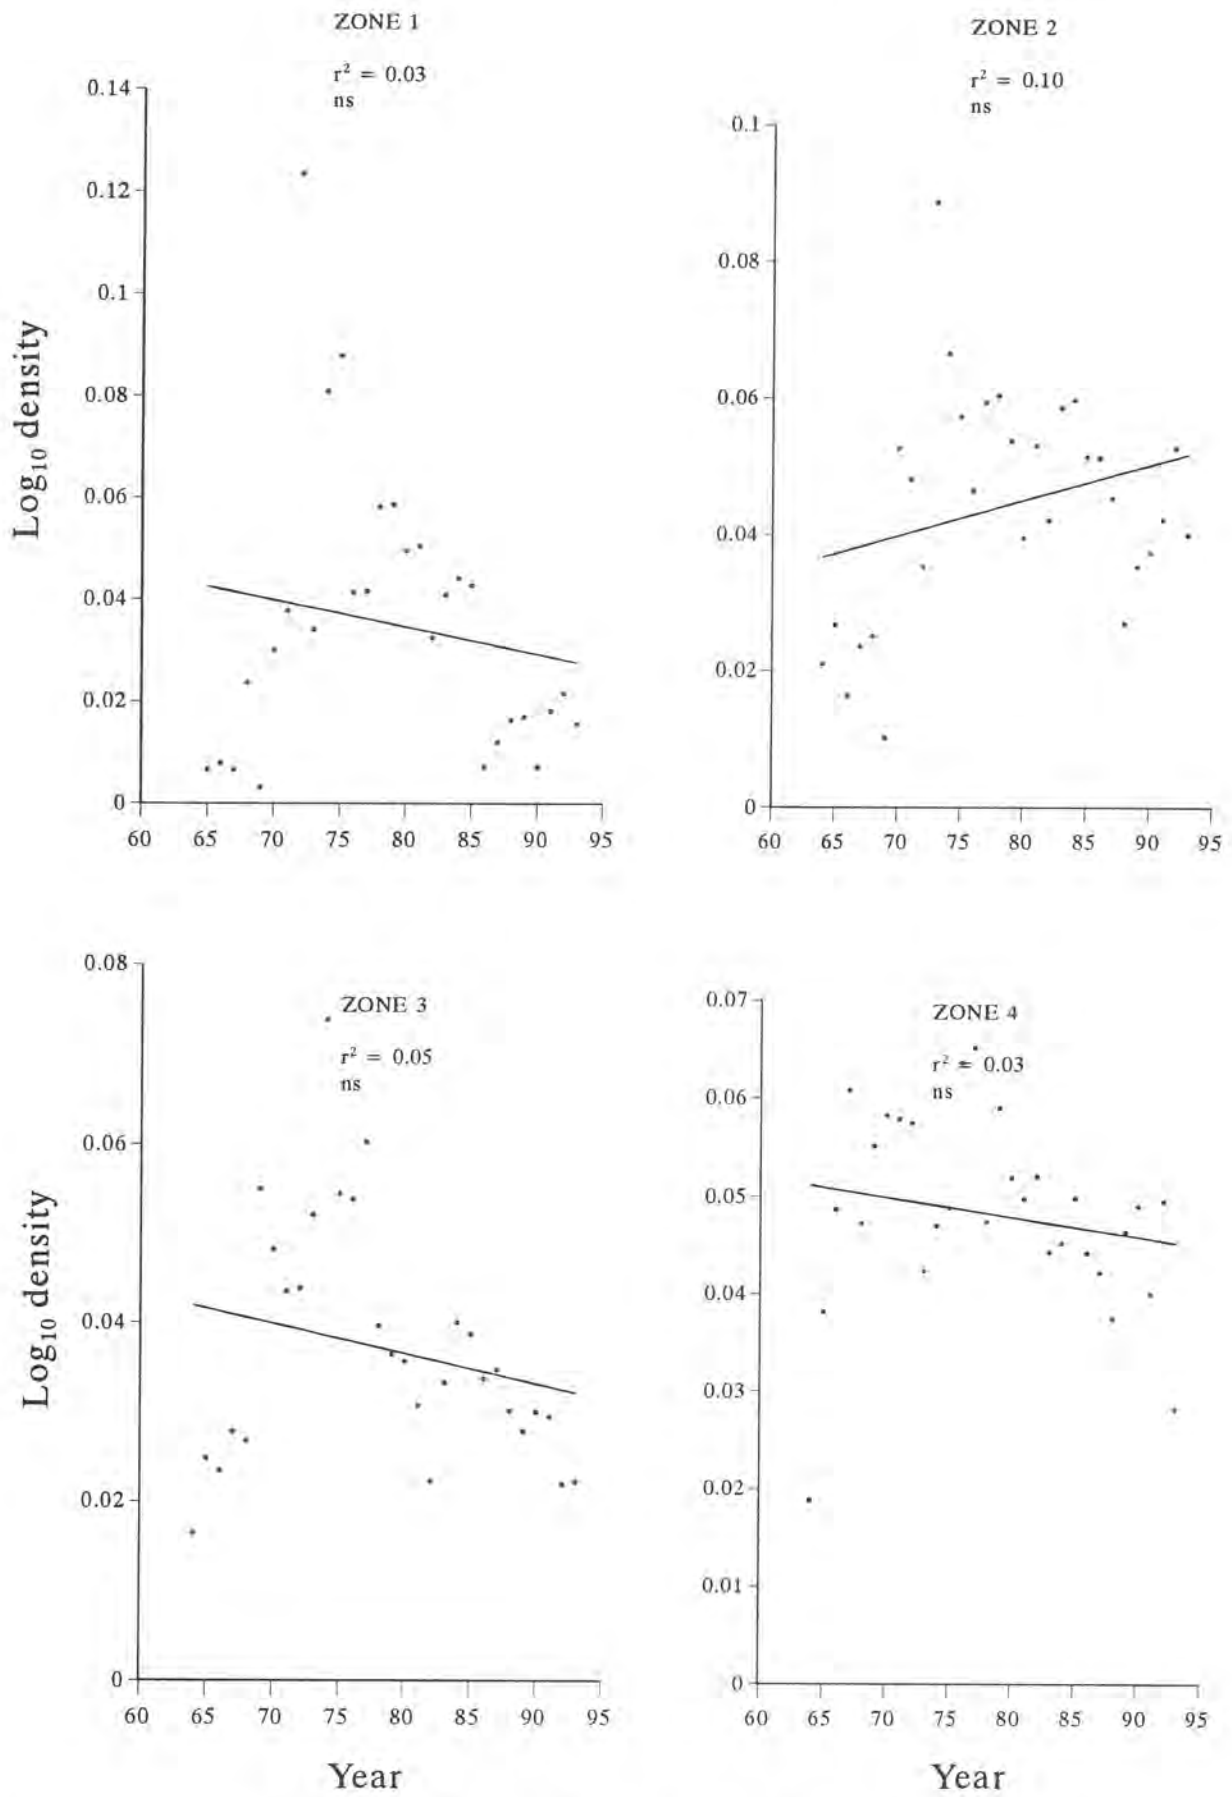 ZONE 1
r² = 0.03
ns
0.14
0.12
0.1
0.08
0.06
0.04
0.02
0
60 65 70 75 80 85 90 95
Log₁₀ density
ZONE 2
r² = 0.10
ns
0.1
0.08
0.06
0.04
0.02
0
60 65 70 75 80 85 90 95
ZONE 3
r² = 0.05
ns
0.08
0.06
0.04
0.02
0
60 65 70 75 80 85 90 95
Log₁₀ density
Year
ZONE 4
r² = 0.03
ns
0.07
0.06
0.05
0.04
0.03
0.02
0.01
0
60 65 70 75 80 85 90 95
Year